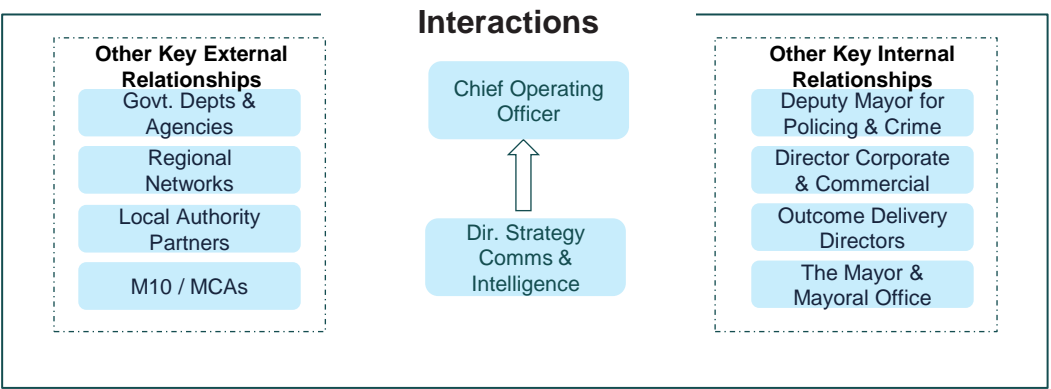 Interactions
Other Key External
Relationships
Govt. Depts &
Agencies
Regional
Networks
Local Authority
Partners
M10 / MCAs
Chief Operating
Officer
Dir. Strategy
Comms &
Intelligence
Other Key Internal
Relationships
Deputy Mayor for
Policing & Crime
Director Corporate
& Commercial
Outcome Delivery
Directors
The Mayor &
Mayoral Office